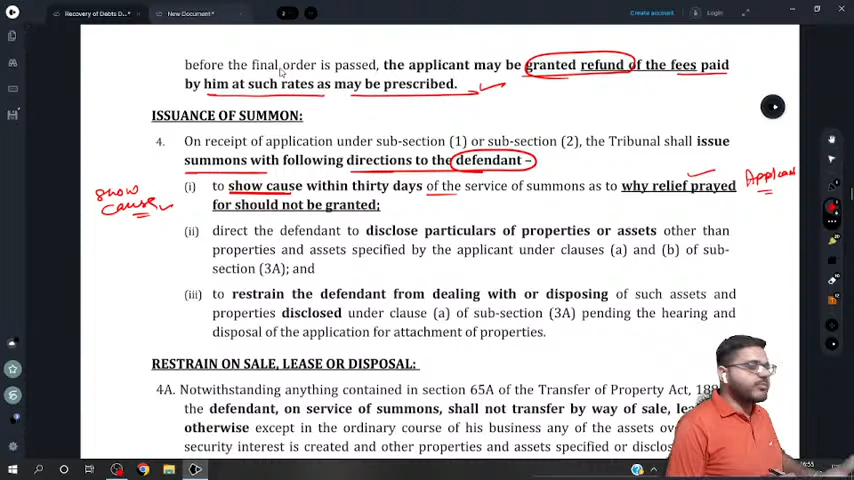 Recovery of Debts D...*
New Document*
2
Create account
Login
before the final order is passed, the applicant may be granted refund of the fees paid
by him at such rates as may be prescribed.
ISSUANCE OF SUMMON:
4. On receipt of application under sub-section (1) or sub-section (2), the Tribunal shall issue
summons with following directions to the defendant –
(i) to show cause within thirty days of the service of summons as to why relief prayed
for should not be granted;
show
cause
Applicant
(ii) direct the defendant to disclose particulars of properties or assets other than
properties and assets specified by the applicant under clauses (a) and (b) of sub-
section (3A); and
(iii) to restrain the defendant from dealing with or disposing of such assets and
properties disclosed under clause (a) of sub-section (3A) pending the hearing and
disposal of the application for attachment of properties.
RESTRAIN ON SALE, LEASE OR DISPOSAL:
4A. Notwithstanding anything contained in section 65A of the Transfer of Property Act, 188
the defendant, on service of summons, shall not transfer by way of sale, lea
otherwise except in the ordinary course of his business any of the assets ov
security interest is created and other properties and assets specified or disclo
16:55